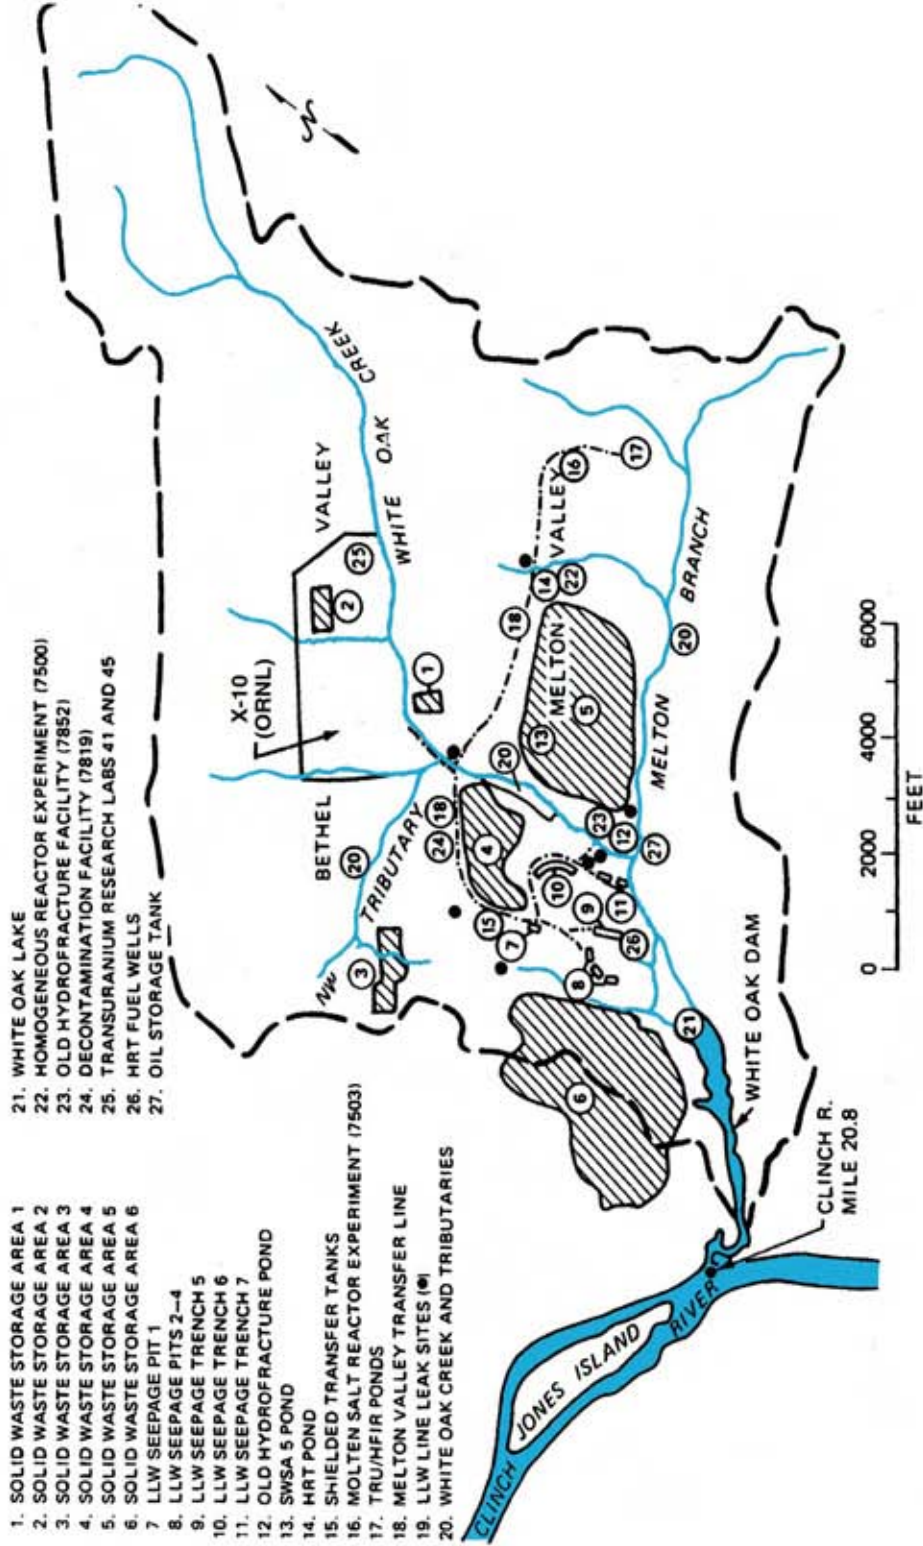 1. SOLID WASTE STORAGE AREA 1
2. SOLID WASTE STORAGE AREA 2
3. SOLID WASTE STORAGE AREA 3
4. SOLID WASTE STORAGE AREA 4
5. SOLID WASTE STORAGE AREA 5
6. SOLID WASTE STORAGE AREA 6
7 LLW SEEPAGE PIT 1
8. LLW SEEPAGE PITS 2–4
9. LLW SEEPAGE TRENCH 5
10. LLW SEEPAGE TRENCH 6
11. LLW SEEPAGE TRENCH 7
12. OLD HYDROFRACTURE POND
13. SWSA 5 POND
14. HRT POND
15. SHIELDED TRANSFER TANKS
16. MOLTEN SALT REACTOR EXPERIMENT (7503)
17. TRU/HFIR PONDS
18. MELTON VALLEY TRANSFER LINE
19. LLW LINE LEAK SITES (●)
20. WHITE OAK CREEK AND TRIBUTARIES
21. WHITE OAK LAKE
22. HOMOGENEOUS REACTOR EXPERIMENT (7500)
23. OLD HYDROFRACTURE FACILITY (7852)
24. DECONTAMINATION FACILITY (7819)
25. TRANSURANIUM RESEARCH LABS 41 AND 45
26. HRT FUEL WELLS
27. OIL STORAGE TANK
N
X-10
(ORNL)
BETHEL
VALLEY
WHITE
OAK
CREEK
2
25
1
20
NW
TRIBUTARY
3
24
18
4
20
15
7
10
9
8
11
26
23
12
27
13
MELTON
VALLEY
5
18
14
22
16
17
20
MELTON
BRANCH
6
21
WHITE OAK DAM
CLINCH R.
MILE 20.8
CLINCH
RIVER
JONES ISLAND
0
2000
4000
6000
FEET